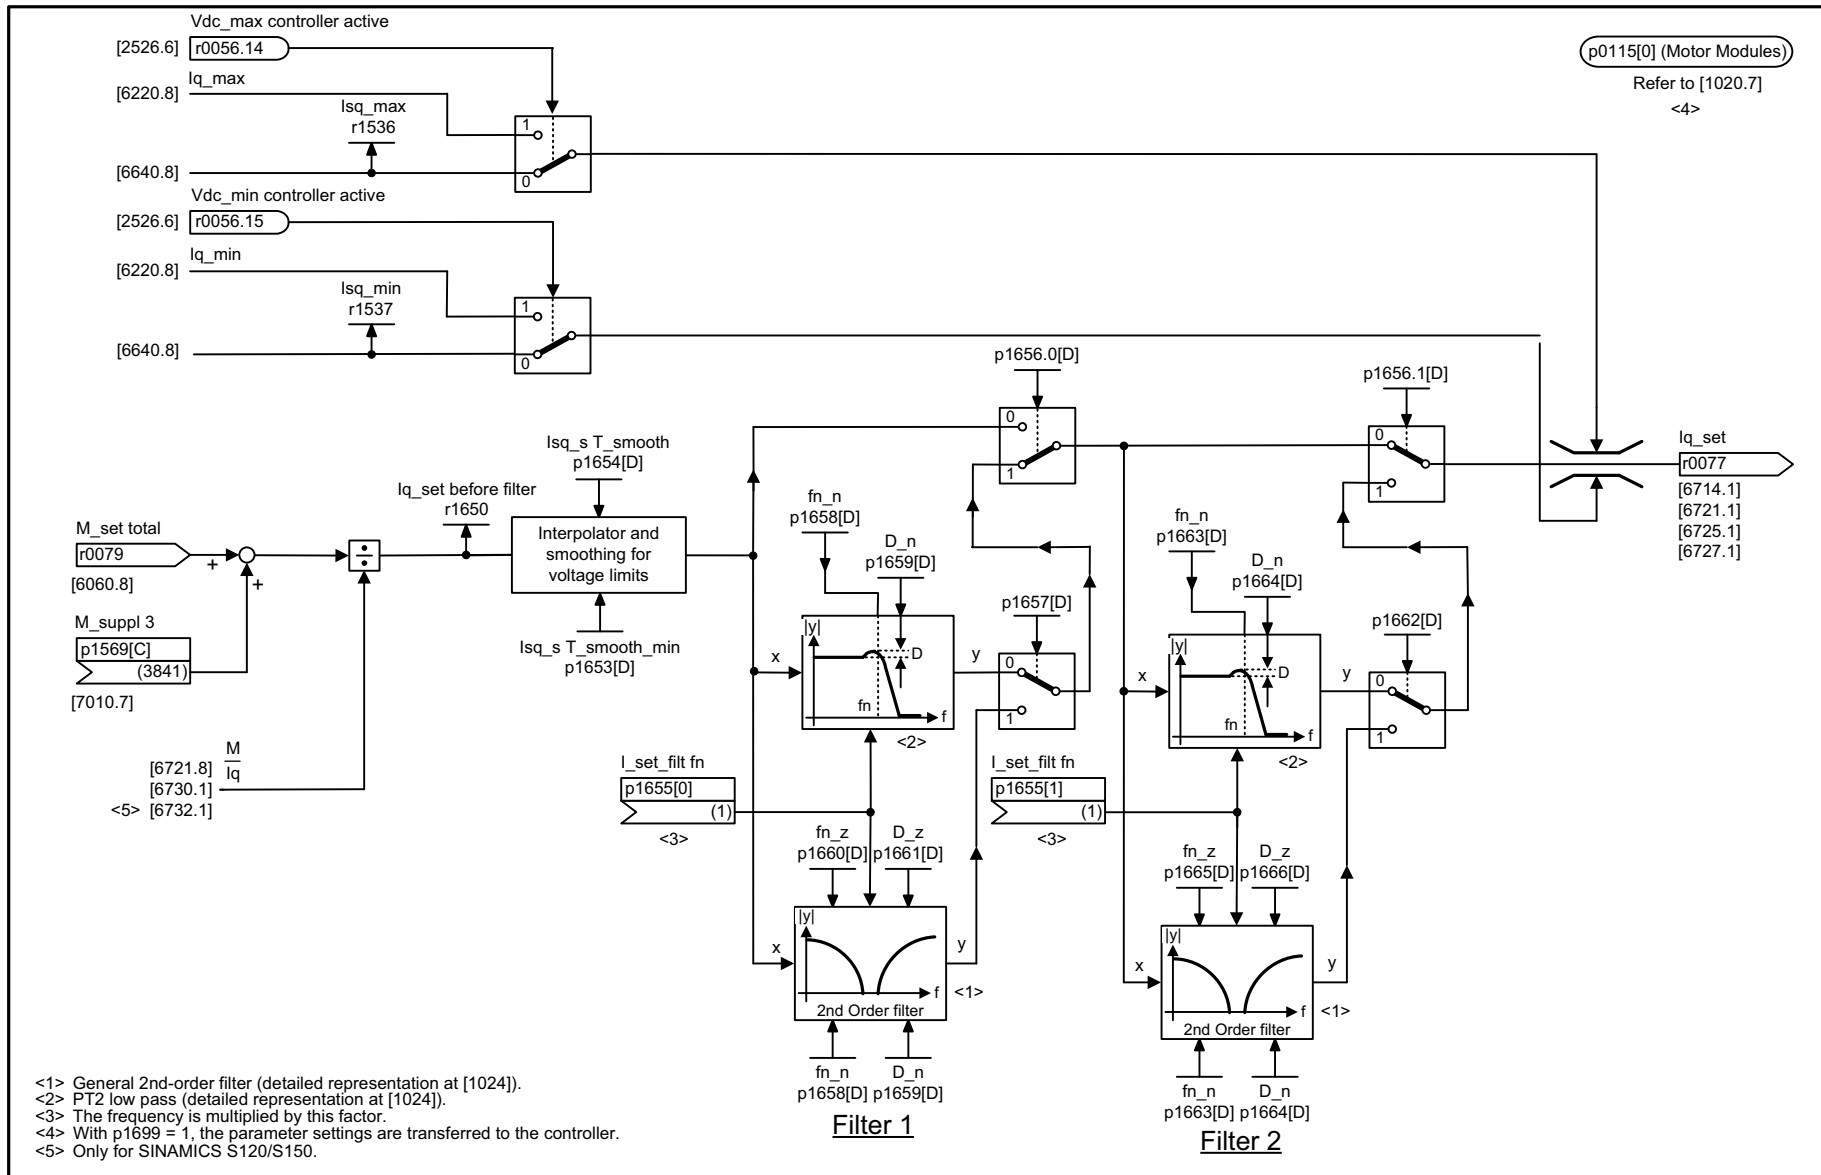 Vdc_max controller active
[2526.6] r0056.14
Iq_max
[6220.8]
Isq_max
r1536
1
[6640.8]
0
Vdc_min controller active
[2526.6] r0056.15
Iq_min
[6220.8]
Isq_min
r1537
1
[6640.8]
0
p0115[0] (Motor Modules)
Refer to [1020.7]
<4>
M_set total
r0079
[6060.8]
+
+
M_suppl 3
p1569[C]
(3841)
[7010.7]
÷
M
Iq
[6721.8]
[6730.1]
<5> [6732.1]
Iq_set before filter
r1650
Isq_s T_smooth
p1654[D]
Interpolator and
smoothing for
voltage limits
Isq_s T_smooth_min
p1653[D]
p1656.0[D]
0
1
fn_n
p1658[D]
D_n
p1659[D]
|y|
D
fn
f
x
y
<2>
p1657[D]
0
1
I_set_filt fn
p1655[0]
(1)
<3>
fn_z
p1660[D]
D_z
p1661[D]
|y|
f
x
y
2nd Order filter
<1>
fn_n
p1658[D]
D_n
p1659[D]
Filter 1
p1656.1[D]
0
1
fn_n
p1663[D]
D_n
p1664[D]
|y|
D
fn
f
x
y
<2>
p1662[D]
0
1
I_set_filt fn
p1655[1]
(1)
<3>
fn_z
p1665[D]
D_z
p1666[D]
|y|
f
x
y
2nd Order filter
<1>
fn_n
p1663[D]
D_n
p1664[D]
Filter 2
Iq_set
r0077
[6714.1]
[6721.1]
[6725.1]
[6727.1]
<1> General 2nd-order filter (detailed representation at [1024]).
<2> PT2 low pass (detailed representation at [1024]).
<3> The frequency is multiplied by this factor.
<4> With p1699 = 1, the parameter settings are transferred to the controller.
<5> Only for SINAMICS S120/S150.